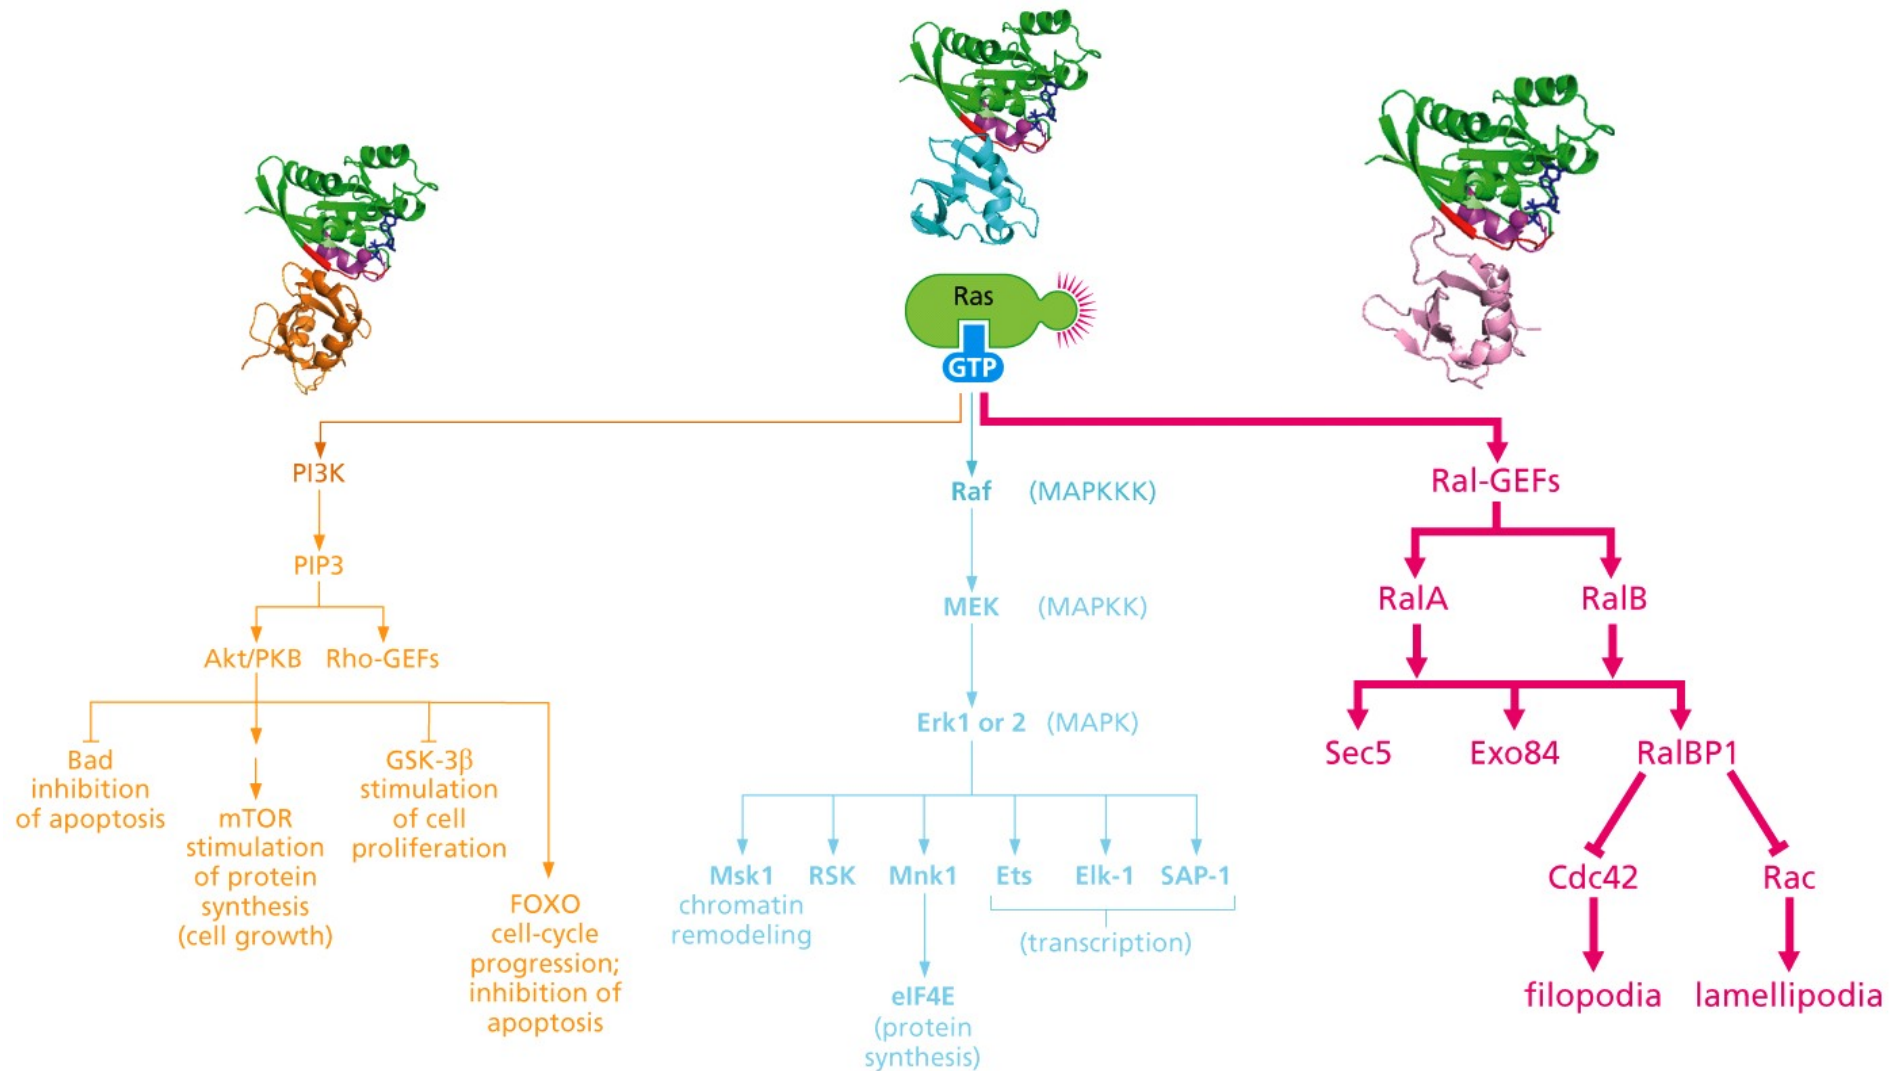 Ras
GTP
PI3K
PIP3
Akt/PKB
Rho-GEFs
Bad
inhibition
of apoptosis
mTOR
stimulation
of protein
synthesis
(cell growth)
GSK-3β
stimulation
of cell
proliferation
FOXO
cell-cycle
progression;
inhibition of
apoptosis
Raf (MAPKKK)
MEK (MAPKK)
Erk1 or 2 (MAPK)
Msk1
chromatin
remodeling
RSK
Mnk1
eIF4E
(protein
synthesis)
Ets
Elk-1
SAP-1
(transcription)
Ral-GEFs
RalA
RalB
Sec5
Exo84
RalBP1
Cdc42
Rac
filopodia
lamellipodia